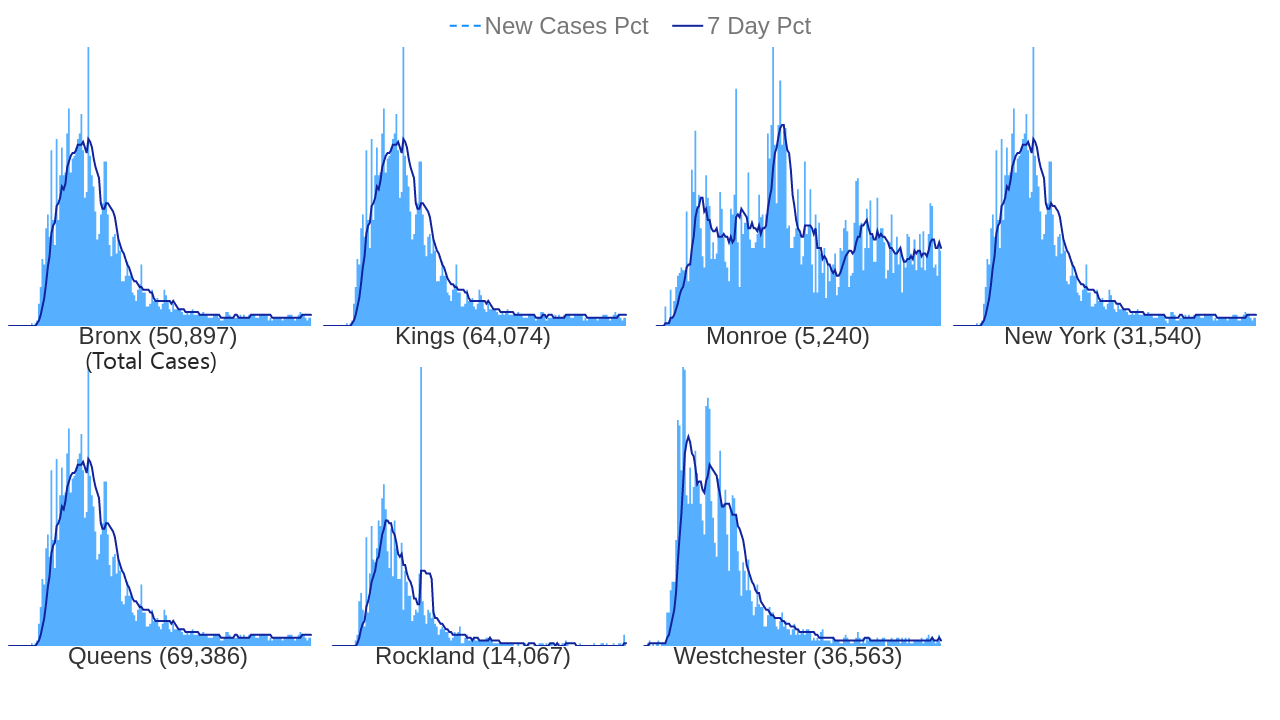 New Cases Pct 7 Day Pct
Bronx (50,897) Kings (64,074) Monroe (5,240) New York (31,540)
(Total Cases)
Queens (69,386) Rockland (14,067) Westchester (36,563)